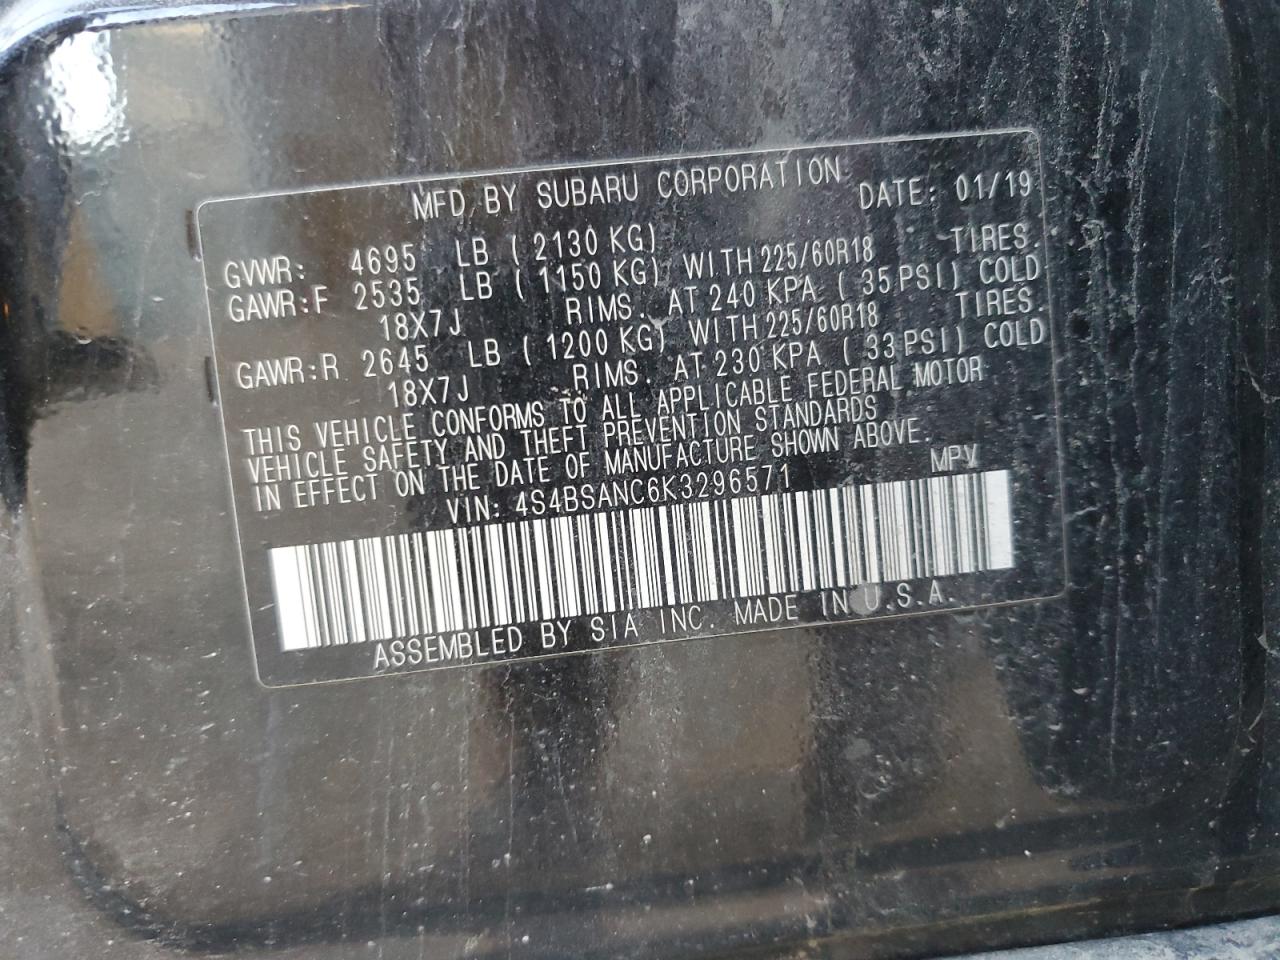 MFD. BY SUBARU CORPORATION DATE: 01/19
GVWR: 4695 LB (2130 KG)
GAWR:F 2535 LB (1150 KG) WITH 225/60R18 TIRES.
18X7J RIMS. AT 240 KPA (35 PSI) COLD
GAWR:R 2645 LB (1200 KG) WITH 225/60R18 TIRES.
18X7J RIMS. AT 230 KPA (33 PSI) COLD
THIS VEHICLE CONFORMS TO ALL APPLICABLE FEDERAL MOTOR
VEHICLE SAFETY AND THEFT PREVENTION STANDARDS
IN EFFECT ON THE DATE OF MANUFACTURE SHOWN ABOVE.
VIN: 4S4BSANC6K3296571 MPV
ASSEMBLED BY SIA INC. MADE IN U.S.A.